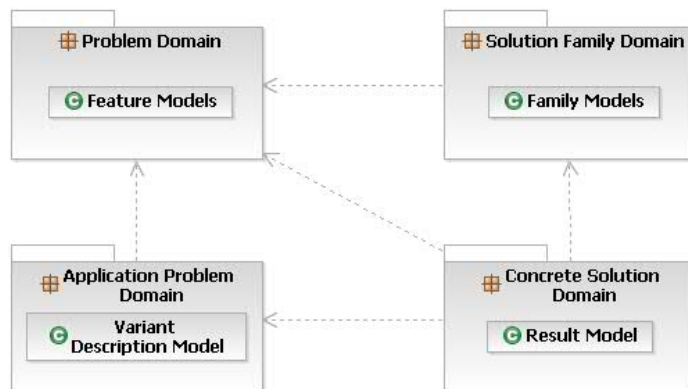 Problem Domain
Feature Models
Solution Family Domain
Family Models
Application Problem
Domain
Variant
Description Model
Concrete Solution
Domain
Result Model